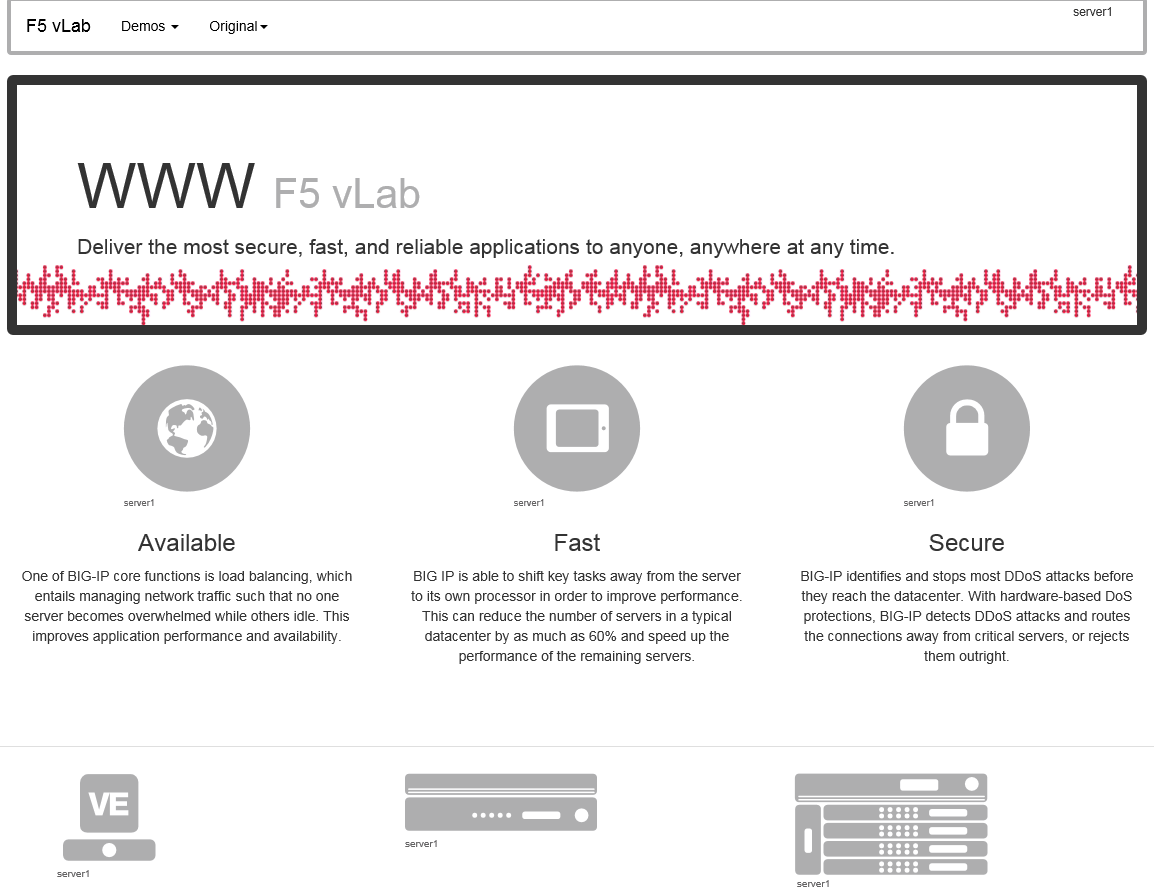 F5 vLab Demos Original server1
WWW F5 vLab
Deliver the most secure, fast, and reliable applications to anyone, anywhere at any time.
server1 server1 server1
Available
One of BIG-IP core functions is load balancing, which
entails managing network traffic such that no one
server becomes overwhelmed while others idle. This
improves application performance and availability.
Fast
BIG IP is able to shift key tasks away from the server
to its own processor in order to improve performance.
This can reduce the number of servers in a typical
datacenter by as much as 60% and speed up the
performance of the remaining servers.
Secure
BIG-IP identifies and stops most DDoS attacks before
they reach the datacenter. With hardware-based DoS
protections, BIG-IP detects DDoS attacks and routes
the connections away from critical servers, or rejects
them outright.
VE
server1
server1
server1